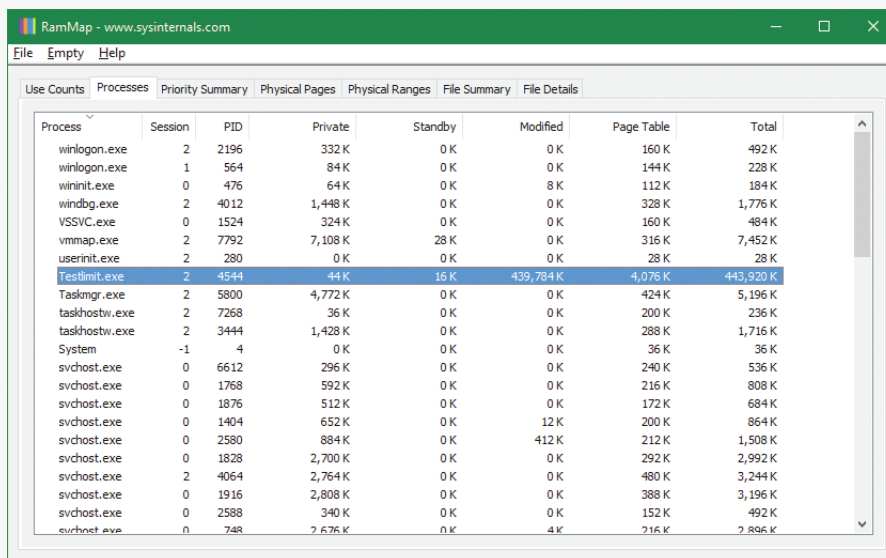 RamMap - www.sysinternals.com
File Empty Help
Use Counts Processes Priority Summary Physical Pages Physical Ranges File Summary File Details
Process Session PID Private Standby Modified Page Table Total
winlogon.exe 2 2196 332 K 0 K 0 K 160 K 492 K
winlogon.exe 1 564 84 K 0 K 0 K 144 K 228 K
wininit.exe 0 476 64 K 0 K 8 K 112 K 184 K
windbg.exe 2 4012 1,448 K 0 K 0 K 328 K 1,776 K
VSSVC.exe 0 1524 324 K 0 K 0 K 160 K 484 K
vmmap.exe 2 7792 7,108 K 28 K 0 K 316 K 7,452 K
userinit.exe 2 280 0 K 0 K 0 K 28 K 28 K
Testlimit.exe 2 4544 44 K 16 K 439,784 K 4,076 K 443,920 K
Taskmgr.exe 2 5800 4,772 K 0 K 0 K 424 K 5,196 K
taskhostw.exe 2 7268 36 K 0 K 0 K 200 K 236 K
taskhostw.exe 2 3444 1,428 K 0 K 0 K 288 K 1,716 K
System -1 4 0 K 0 K 0 K 36 K 36 K
svchost.exe 0 6612 296 K 0 K 0 K 240 K 536 K
svchost.exe 0 1768 592 K 0 K 0 K 216 K 808 K
svchost.exe 0 1876 512 K 0 K 0 K 172 K 684 K
svchost.exe 0 1404 652 K 0 K 12 K 200 K 864 K
svchost.exe 0 2580 884 K 0 K 412 K 212 K 1,508 K
svchost.exe 0 1828 2,700 K 0 K 0 K 292 K 2,992 K
svchost.exe 2 4064 2,764 K 0 K 0 K 480 K 3,244 K
svchost.exe 0 1916 2,808 K 0 K 0 K 388 K 3,196 K
svchost.exe 0 2588 340 K 0 K 0 K 152 K 492 K
svchost.exe 0 748 2,676 K 0 K 4 K 216 K 2,896 K